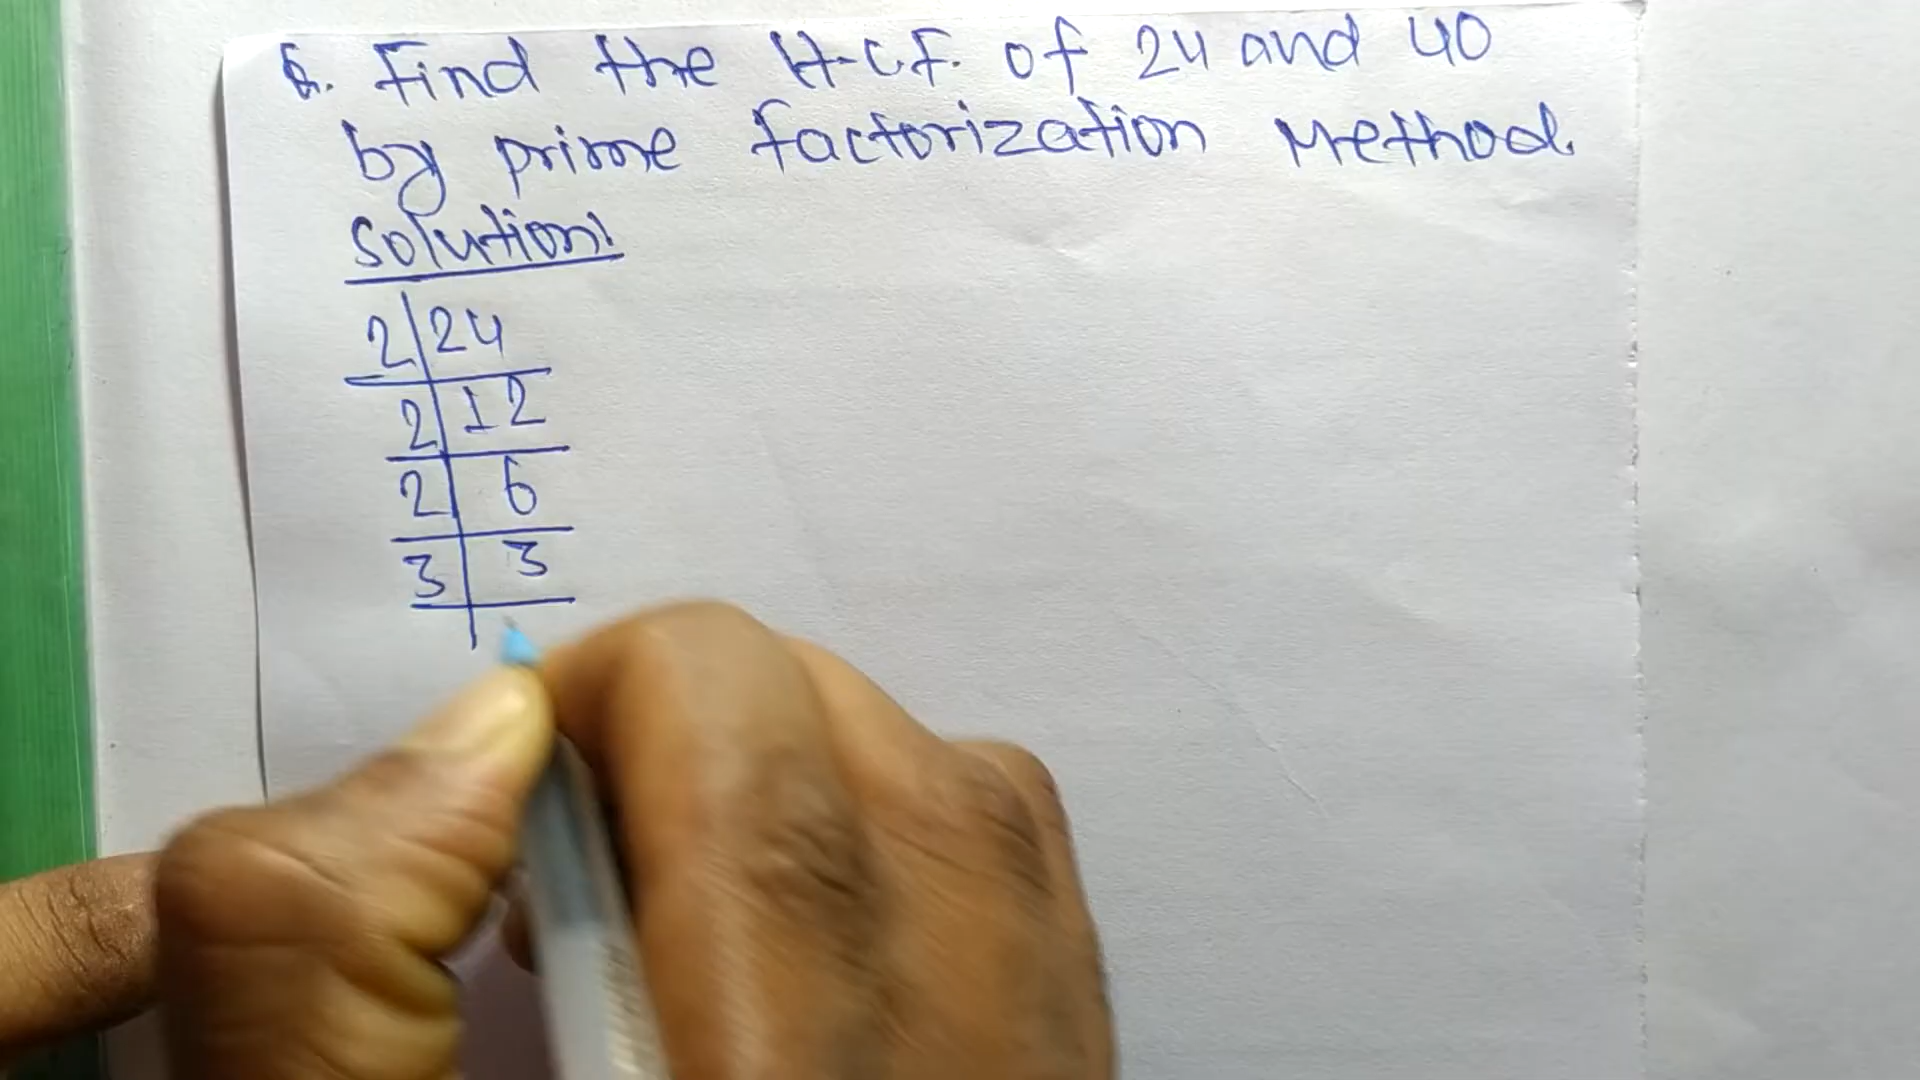 Q. Find the H.C.F. of 24 and 40
by prime factorization Method.
Solution:
2 24
2 12
2 6
3 3